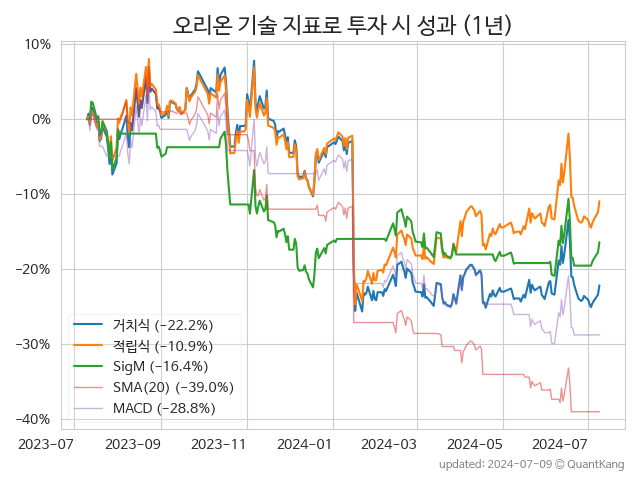 오리온 기술 지표로 투자 시 성과 (1년)
10%
0%
−10%
−20%
−30%
−40%
거치식 (−22.2%)
적립식 (−10.9%)
SigM (−16.4%)
SMA(20) (−39.0%)
MACD (−28.8%)
2023-07 2023-09 2023-11 2024-01 2024-03 2024-05 2024-07
updated: 2024-07-09 © QuantKang